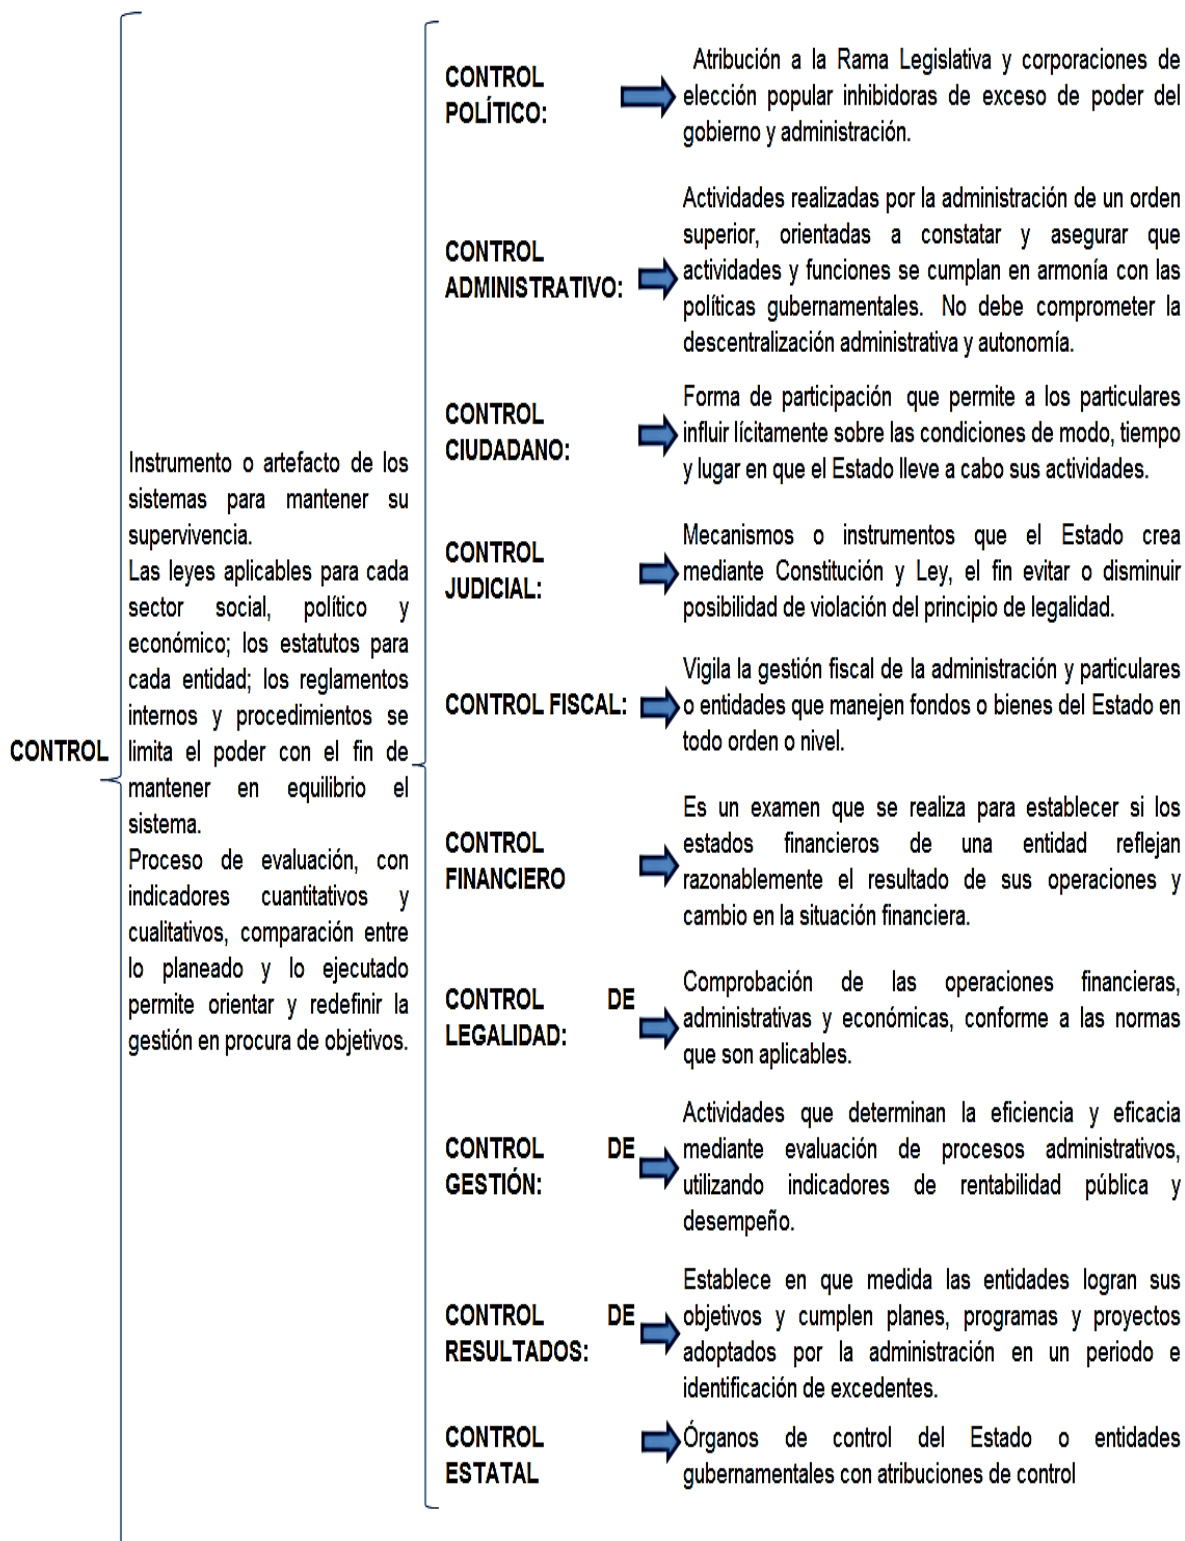 CONTROL
Instrumento o artefacto de los
sistemas para mantener su
supervivencia.
Las leyes aplicables para cada
sector social, político y
económico; los estatutos para
cada entidad; los reglamentos
internos y procedimientos se
limita el poder con el fin de
mantener en equilibrio el
sistema.
Proceso de evaluación, con
indicadores cuantitativos y
cualitativos, comparación entre
lo planeado y lo ejecutado
permite orientar y redefinir la
gestión en procura de objetivos.
CONTROL
POLÍTICO:
Atribución a la Rama Legislativa y corporaciones de
elección popular inhibidoras de exceso de poder del
gobierno y administración.
CONTROL
ADMINISTRATIVO:
Actividades realizadas por la administración de un orden
superior, orientadas a constatar y asegurar que
actividades y funciones se cumplan en armonía con las
políticas gubernamentales. No debe comprometer la
descentralización administrativa y autonomía.
CONTROL
CIUDADANO:
Forma de participación que permite a los particulares
influir lícitamente sobre las condiciones de modo, tiempo
y lugar en que el Estado lleve a cabo sus actividades.
CONTROL
JUDICIAL:
Mecanismos o instrumentos que el Estado crea
mediante Constitución y Ley, el fin evitar o disminuir
posibilidad de violación del principio de legalidad.
CONTROL FISCAL:
Vigila la gestión fiscal de la administración y particulares
o entidades que manejen fondos o bienes del Estado en
todo orden o nivel.
CONTROL
FINANCIERO
Es un examen que se realiza para establecer si los
estados financieros de una entidad reflejan
razonablemente el resultado de sus operaciones y
cambio en la situación financiera.
CONTROL DE
LEGALIDAD:
Comprobación de las operaciones financieras,
administrativas y económicas, conforme a las normas
que son aplicables.
CONTROL DE
GESTIÓN:
Actividades que determinan la eficiencia y eficacia
mediante evaluación de procesos administrativos,
utilizando indicadores de rentabilidad pública y
desempeño.
CONTROL DE
RESULTADOS:
Establece en que medida las entidades logran sus
objetivos y cumplen planes, programas y proyectos
adoptados por la administración en un periodo e
identificación de excedentes.
CONTROL
ESTATAL
Órganos de control del Estado o entidades
gubernamentales con atribuciones de control